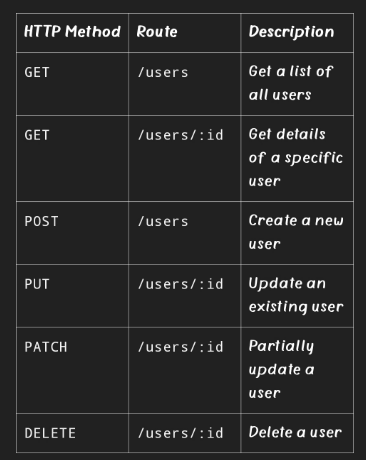 HTTP Method Route Description
GET /users Get a list of
all users
GET /users/:id Get details
of a specific
user
POST /users Create a new
user
PUT /users/:id Update an
existing user
PATCH /users/:id Partially
update a
user
DELETE /users/:id Delete a user